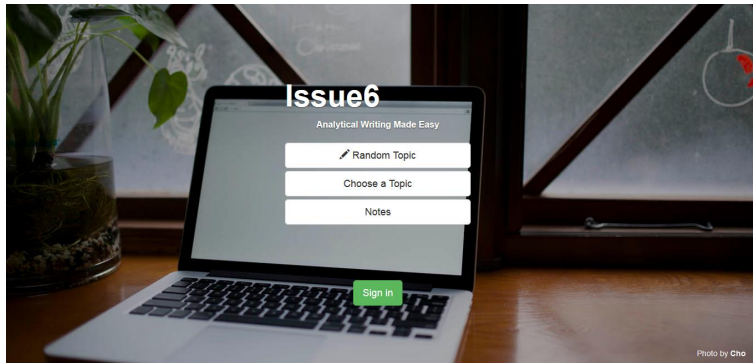 Issue6
Analytical Writing Made Easy
Random Topic
Choose a Topic
Notes
Sign in
Photo by Cho